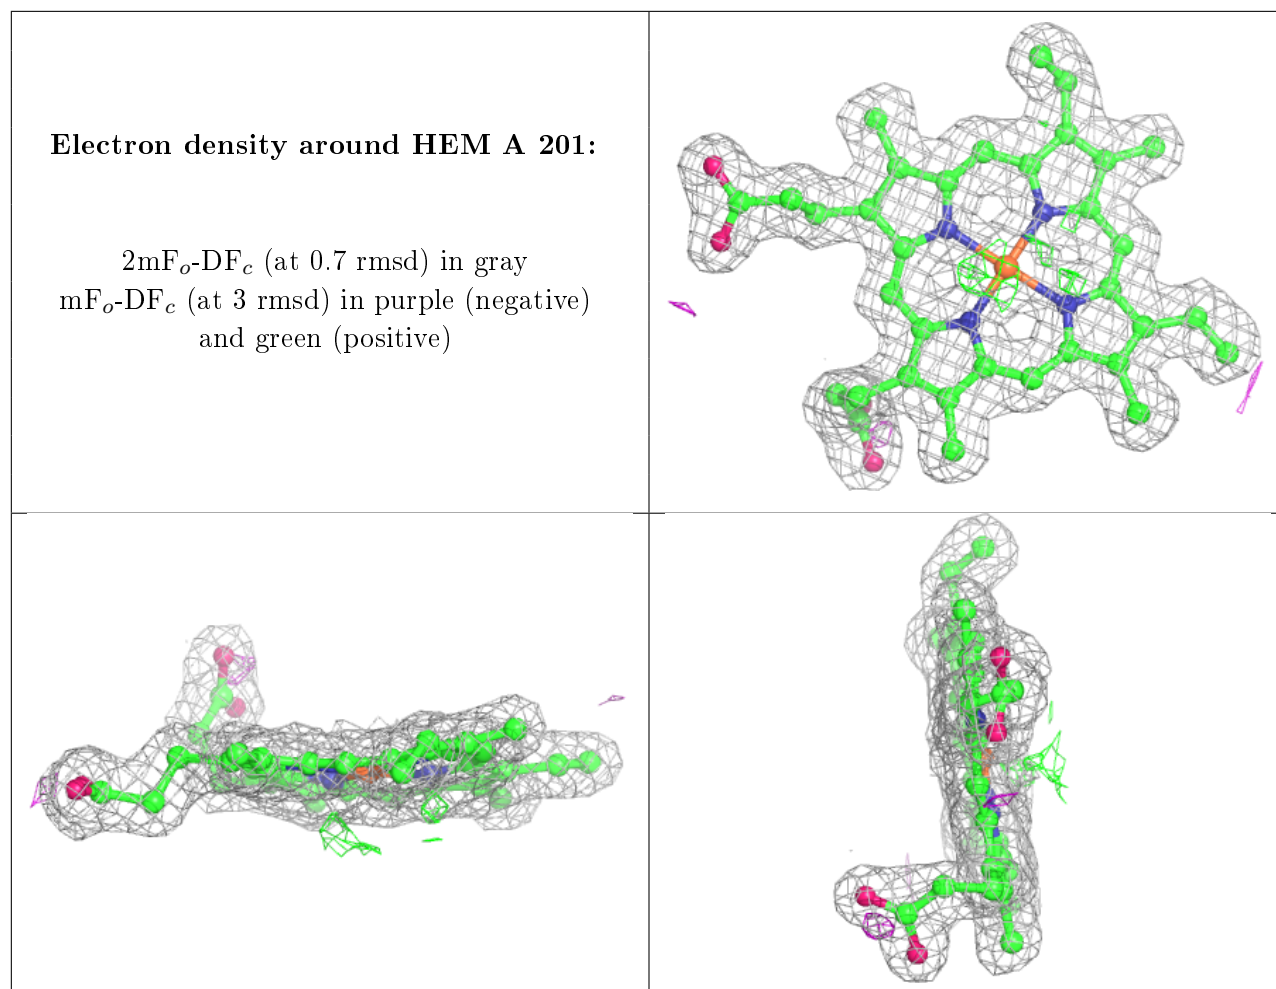 Electron density around HEM A 201:
2mFo-DFc (at 0.7 rmsd) in gray
mFo-DFc (at 3 rmsd) in purple (negative)
and green (positive)